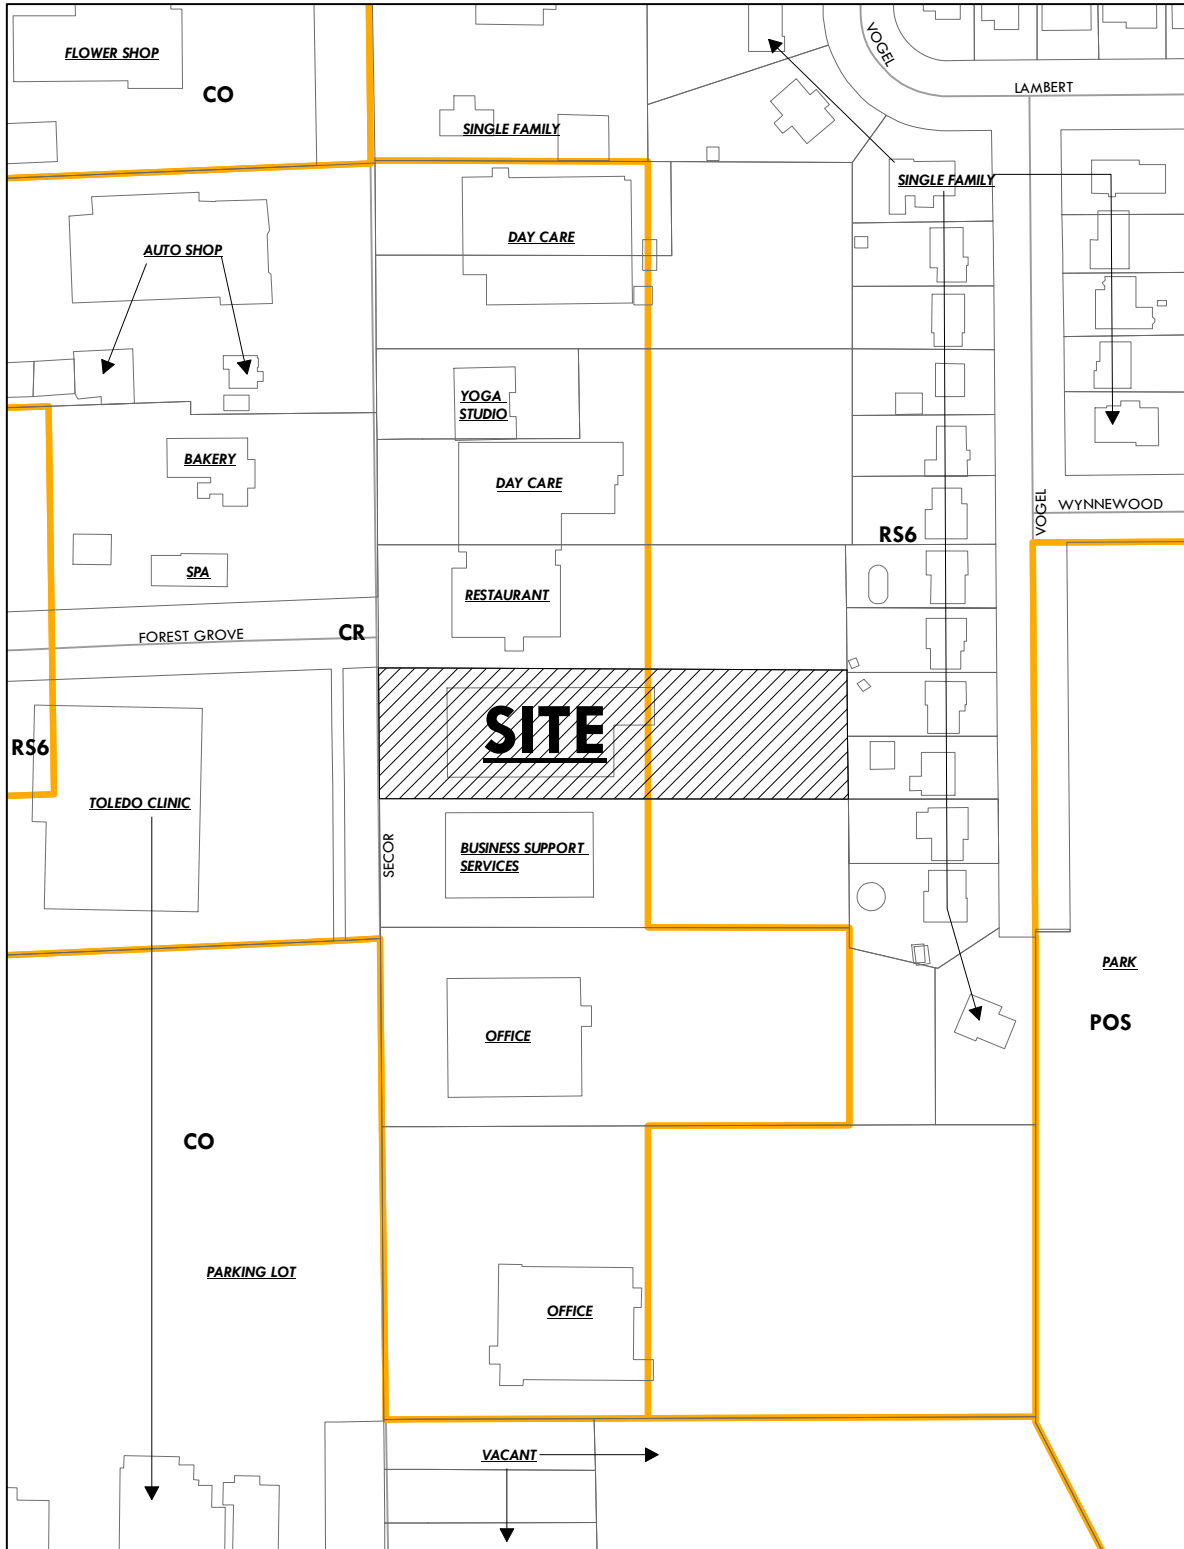 FLOWER SHOP
CO
VOGEL
LAMBERT
SINGLE FAMILY
SINGLE FAMILY
DAY CARE
AUTO SHOP
YOGA
STUDIO
BAKERY
DAY CARE
VOGEL
WYNNEWOOD
RS6
SPA
RESTAURANT
FOREST GROVE
CR
SITE
RS6
TOLEDO CLINIC
SECOR
BUSINESS SUPPORT
SERVICES
PARK
POS
OFFICE
CO
PARKING LOT
OFFICE
VACANT